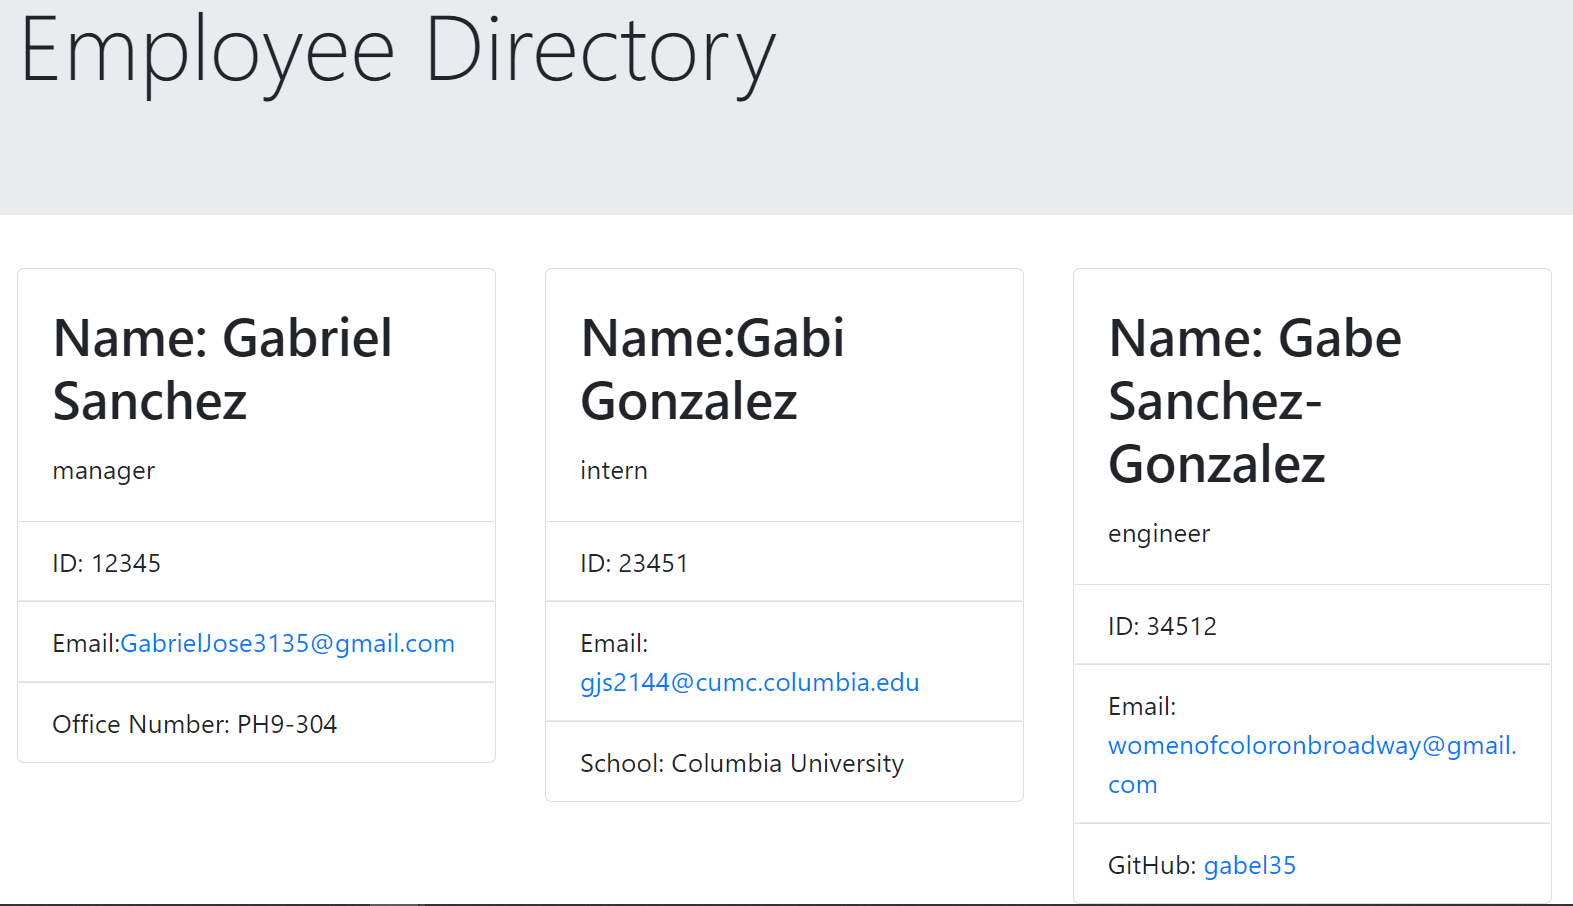 Employee Directory
Name: Gabriel
Sanchez
manager
ID: 12345
Email:GabrielJose3135@gmail.com
Office Number: PH9-304
Name:Gabi
Gonzalez
intern
ID: 23451
Email:
gjs2144@cumc.columbia.edu
School: Columbia University
Name: Gabe
Sanchez-
Gonzalez
engineer
ID: 34512
Email:
womenofcoloronbroadway@gmail.
com
GitHub: gabel35